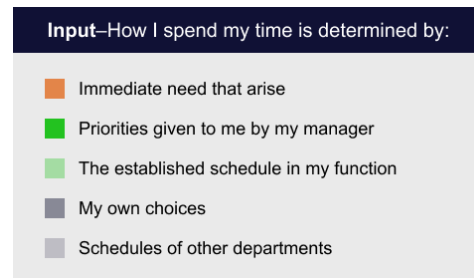 Input–How I spend my time is determined by:
Immediate need that arise
Priorities given to me by my manager
The established schedule in my function
My own choices
Schedules of other departments